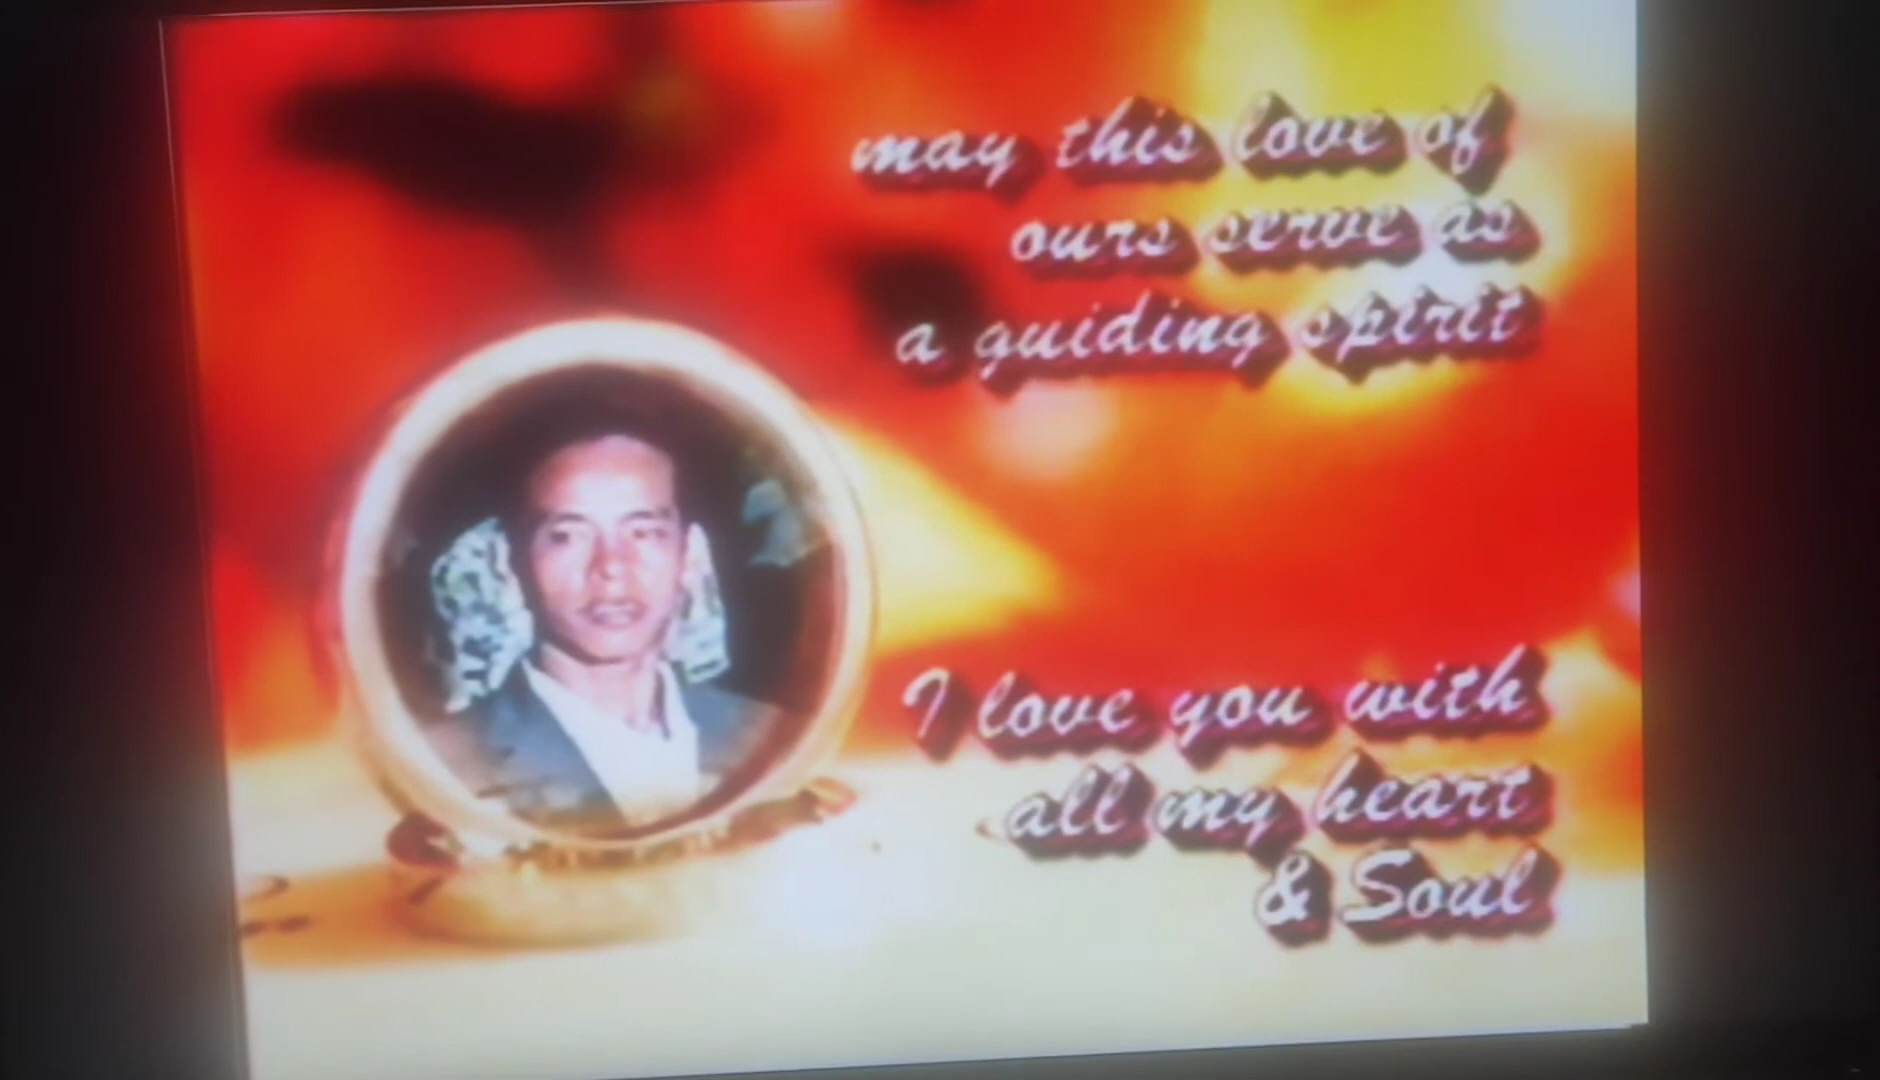 may this love of
ours serve as
a guiding spirit
I love you with
all my heart
& Soul